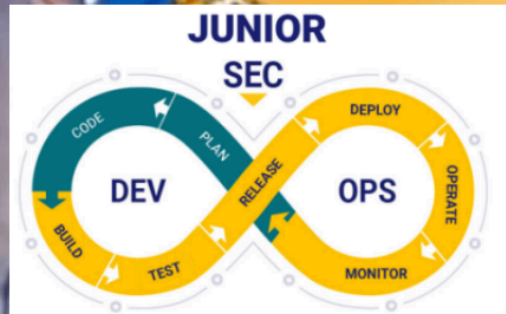 JUNIOR
SEC
DEPLOY
CODE
PLAN
RELEASE
OPERATE
DEV
OPS
BUILD
TEST
MONITOR